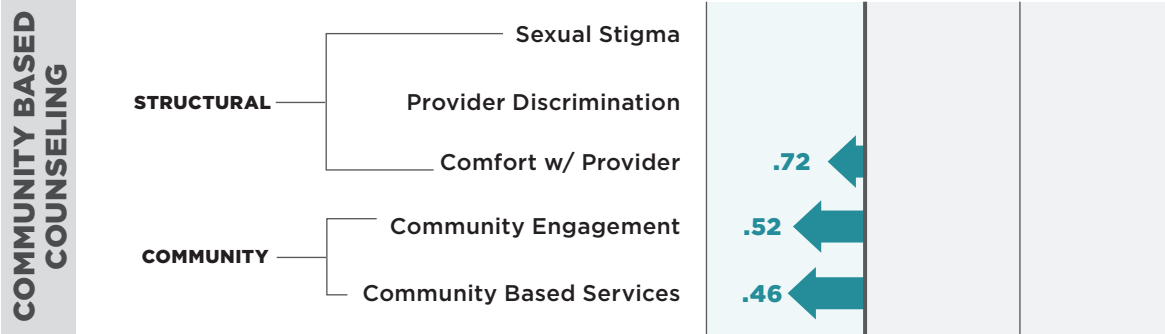 COMMUNITY BASED
COUNSELING
STRUCTURAL
Sexual Stigma
Provider Discrimination
Comfort w/ Provider
.72
COMMUNITY
Community Engagement
.52
Community Based Services
.46